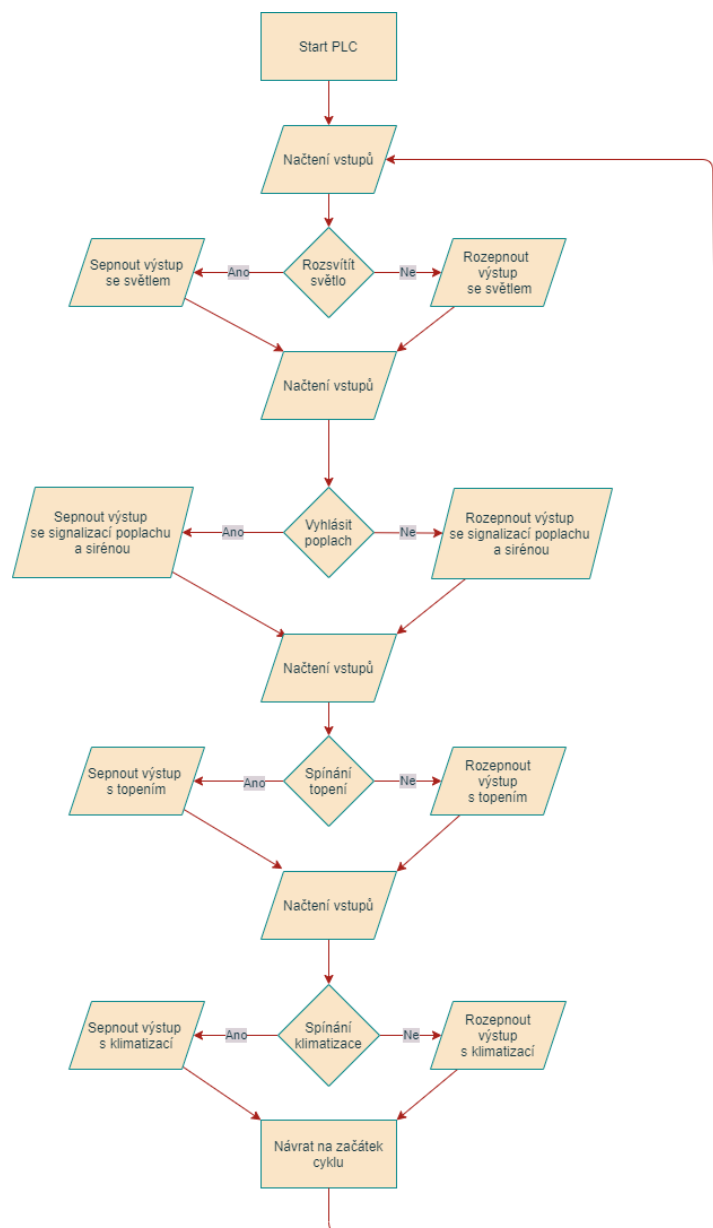 Start PLC
Načtení vstupů
Sepnout výstup
se světlem
Ano
Rozsvítít
světlo
Ne
Rozepnout
výstup
se světlem
Načtení vstupů
Sepnout výstup
se signalizací poplachu
a sirénou
Ano
Vyhlásit
poplach
Ne
Rozepnout výstup
se signalizací poplachu
a sirénou
Načtení vstupů
Sepnout výstup
s topením
Ano
Spínání
topení
Ne
Rozepnout
výstup
s topením
Načtení vstupů
Sepnout výstup
s klimatizací
Ano
Spínání
klimatizace
Ne
Rozepnout
výstup
s klimatizací
Návrat na začátek
cyklu